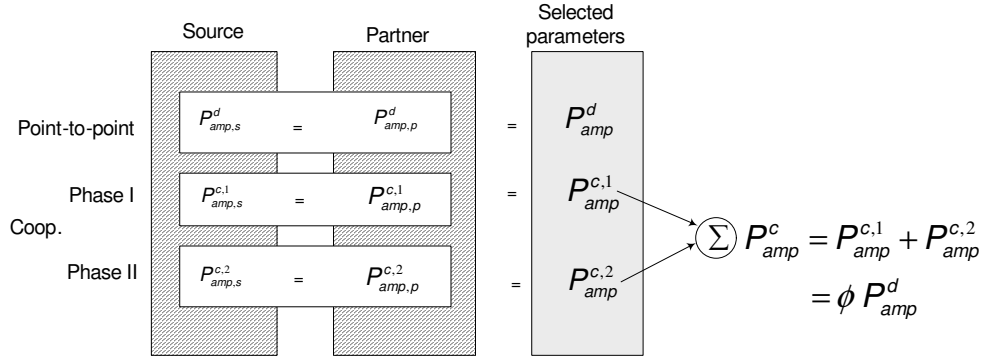 Source Partner Selected parameters
Point-to-point P^d_{amp,s} = P^d_{amp,p} = P^d_{amp}
Phase I P^{c,1}_{amp,s} = P^{c,1}_{amp,p} = P^{c,1}_{amp}
Coop. ∑ P^c_{amp} = P^{c,1}_{amp} + P^{c,2}_{amp}
Phase II P^{c,2}_{amp,s} = P^{c,2}_{amp,p} = P^{c,2}_{amp}
= ϕ P^d_{amp}